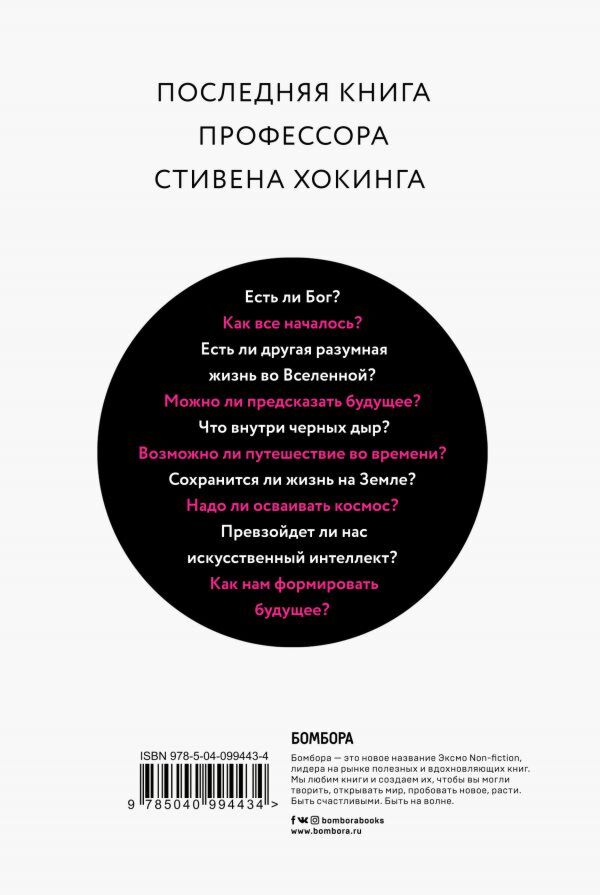 ПОСЛЕДНЯЯ КНИГА
ПРОФЕССОРА
СТИВЕНА ХОКИНГА
Есть ли Бог?
Как все началось?
Есть ли другая разумная
жизнь во Вселенной?
Можно ли предсказать будущее?
Что внутри черных дыр?
Возможно ли путешествие во времени?
Сохранится ли жизнь на Земле?
Надо ли осваивать космос?
Превзойдет ли нас
искусственный интеллект?
Как нам формировать
будущее?
ISBN 978-5-04-099443-4
9 785040 994434 >
БОМБОРА
Бомбора — это новое название Эксмо Non-fiction,
лидера на рынке полезных и вдохновляющих книг.
Мы любим книги и создаем их, чтобы вы могли
творить, открывать мир, пробовать новое, расти.
Быть счастливыми. Быть на волне.
bomborabooks
www.bombora.ru